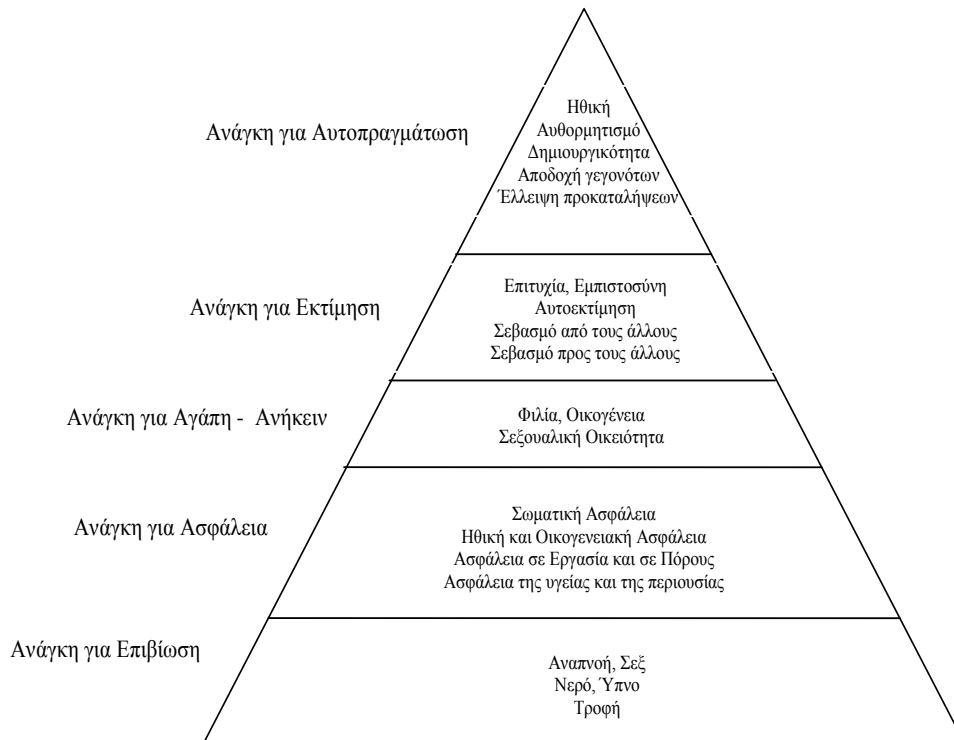 Ηθική
Αυθορμητισμό
Ανάγκη για Αυτοπραγμάτωση
Δημιουργικότητα
Αποδοχή γεγονότων
Έλλειψη προκαταλήψεων
Ανάγκη για Εκτίμηση
Επιτυχία, Εμπιστοσύνη
Αυτοεκτίμηση
Σεβασμό από τους άλλους
Σεβασμό προς τους άλλους
Ανάγκη για Αγάπη - Ανήκειν
Φιλία, Οικογένεια
Σεξουαλική Οικειότητα
Ανάγκη για Ασφάλεια
Σωματική Ασφάλεια
Ηθική και Οικογενειακή Ασφάλεια
Ασφάλεια σε Εργασία και σε Πόρους
Ασφάλεια της υγείας και της περιουσίας
Ανάγκη για Επιβίωση
Αναπνοή, Σεξ
Νερό, Ύπνο
Τροφή